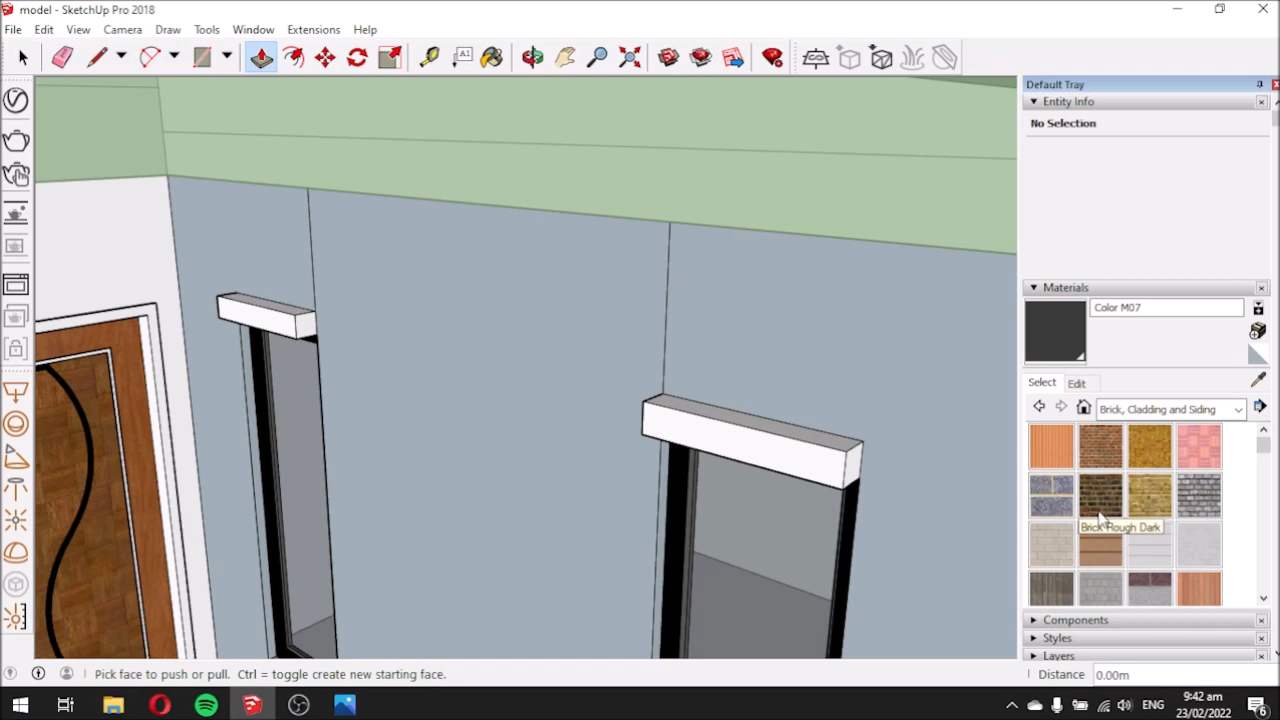 model - SketchUp Pro 2018
File Edit View Camera Draw Tools Window Extensions Help
A1
Default Tray
Entity Info
No Selection
Materials
Color M07
Select Edit
Brick, Cladding and Siding
Brick Rough Dark
Components
Styles
Layers
Pick face to push or pull. Ctrl = toggle create new starting face.
Distance 0.00m
ENG
9:42 am
23/02/2022
6